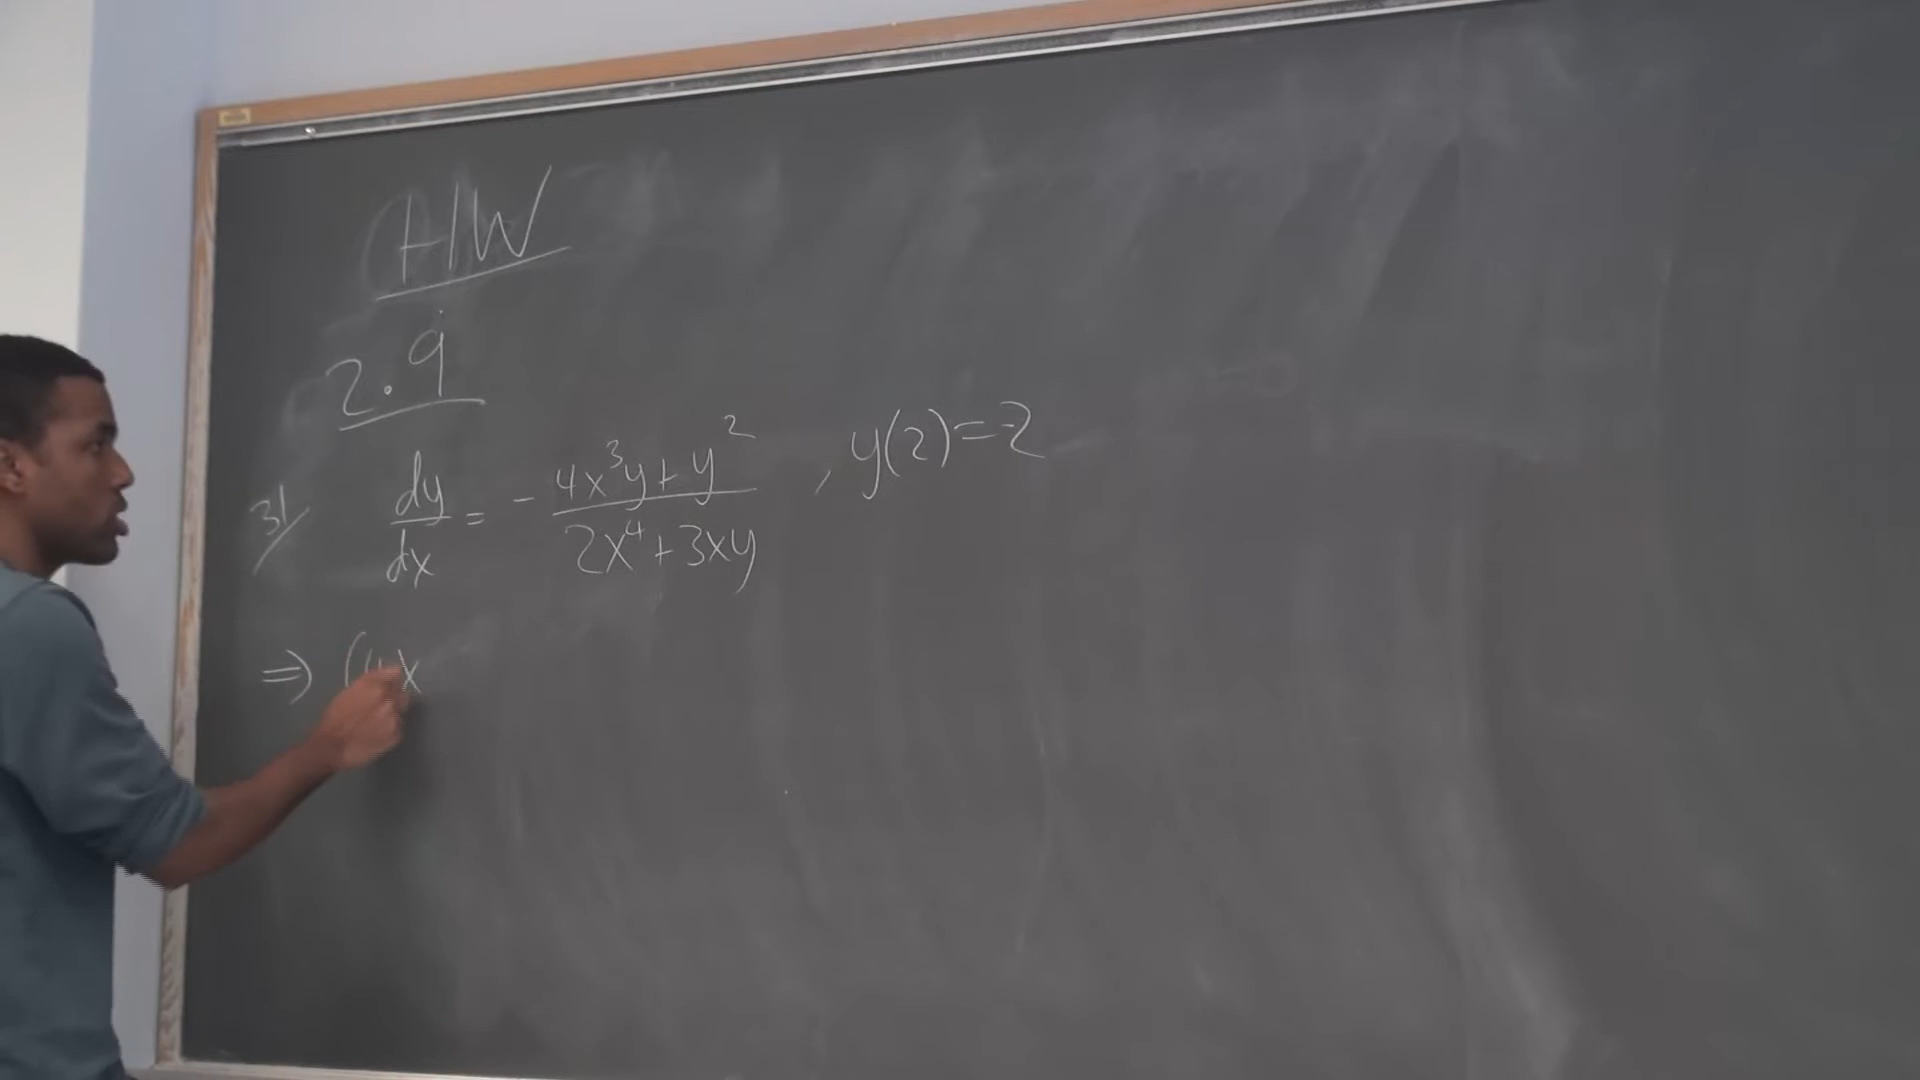 HW
2.9
31/ dy/dx = - (4x³y+y²)/(2x⁴+3xy) , y(2)=2
⇒ (4x